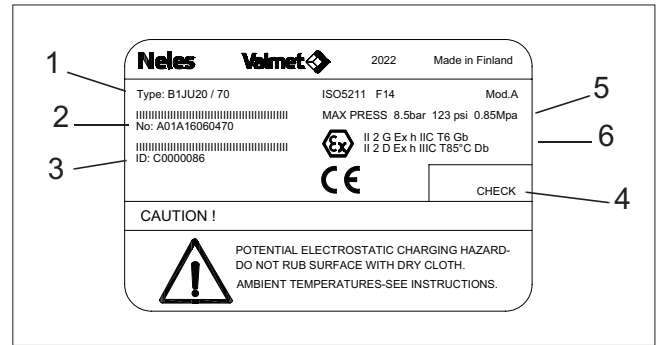 Neles Valmet 2022 Made in Finland
1
Type: B1JU20 / 70 ISO5211 F14 Mod.A
5
MAX PRESS 8.5bar 123 psi 0.85Mpa
2
No: A01A16060470
6
Ex II 2 G Ex h IIC T6 Gb
II 2 D Ex h IIIC T85°C Db
3
ID: C0000086
CE
CHECK
4
CAUTION !
POTENTIAL ELECTROSTATIC CHARGING HAZARD-
DO NOT RUB SURFACE WITH DRY CLOTH.
AMBIENT TEMPERATURES-SEE INSTRUCTIONS.